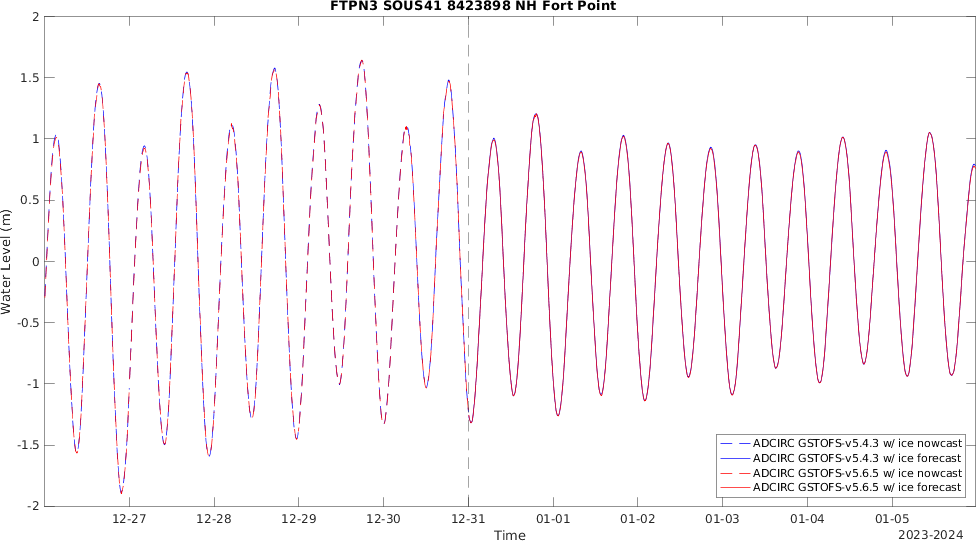 FTPN3 SOUS41 8423898 NH Fort Point
2
1.5
1
0.5
0
-0.5
-1
-1.5
-2
Water Level (m)
12-27 12-28 12-29 12-30 12-31 01-01 01-02 01-03 01-04 01-05
Time
2023-2024
ADCIRC GSTOFS-v5.4.3 w/ ice nowcast
ADCIRC GSTOFS-v5.4.3 w/ ice forecast
ADCIRC GSTOFS-v5.6.5 w/ ice nowcast
ADCIRC GSTOFS-v5.6.5 w/ ice forecast